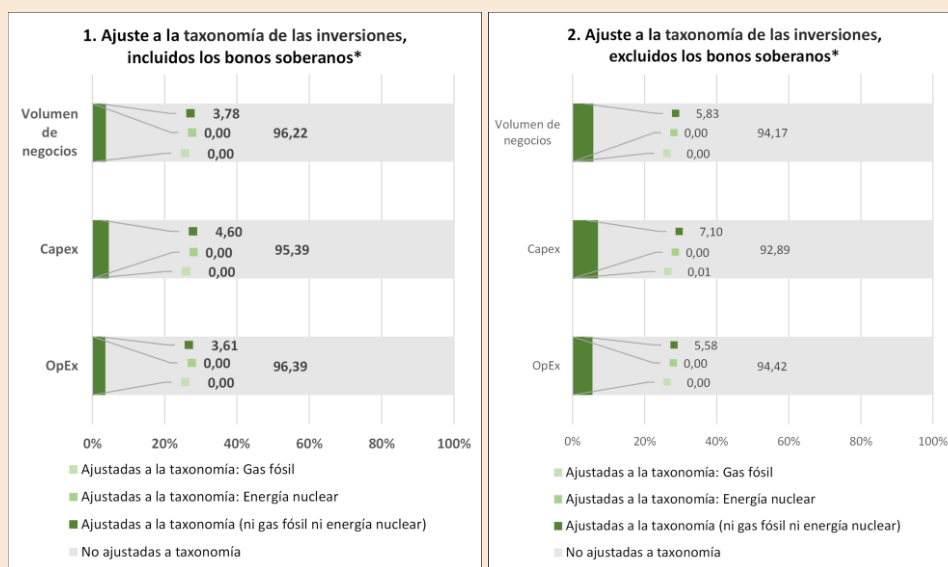 1. Ajuste a la taxonomía de las inversiones,
incluidos los bonos soberanos*
Volumen
de
negocios
3,78
0,00
96,22
0,00
Capex
4,60
0,00
95,39
0,00
OpEx
3,61
0,00
96,39
0,00
0% 20% 40% 60% 80% 100%
Ajustadas a la taxonomía: Gas fósil
Ajustadas a la taxonomía: Energía nuclear
Ajustadas a la taxonomía (ni gas fósil ni energía nuclear)
No ajustadas a taxonomía
2. Ajuste a la taxonomía de las inversiones,
excluidos los bonos soberanos*
Volumen de
negocios
5,83
0,00
94,17
0,00
Capex
7,10
0,00
92,89
0,01
OpEx
5,58
0,00
94,42
0,00
0% 20% 40% 60% 80% 100%
Ajustadas a la taxonomía: Gas fósil
Ajustadas a la taxonomía: Energía nuclear
Ajustadas a la taxonomía (ni gas fósil ni energía nuclear)
No ajustadas a taxonomía